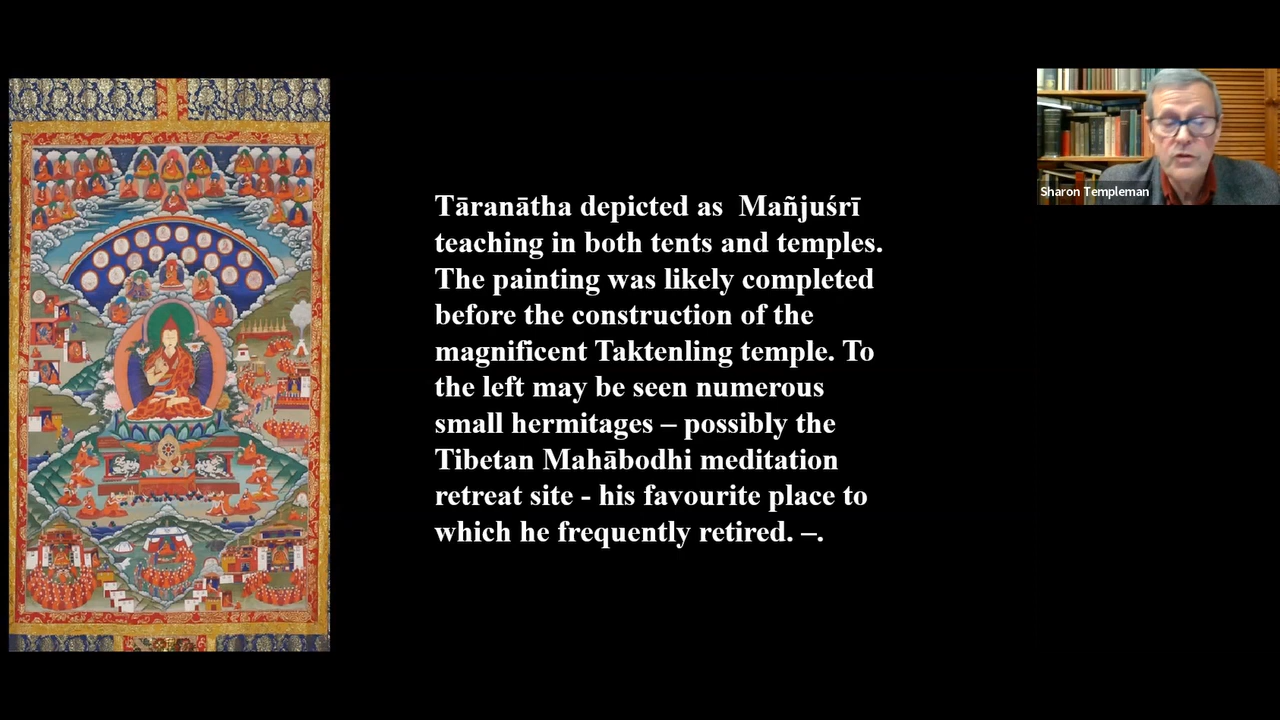 Tāranātha depicted as  Mañjuśrī
teaching in both tents and temples.
The painting was likely completed
before the construction of the
magnificent Taktenling temple. To
the left may be seen numerous
small hermitages – possibly the
Tibetan Mahābodhi meditation
retreat site - his favourite place to
which he frequently retired. –.
Sharon Templeman